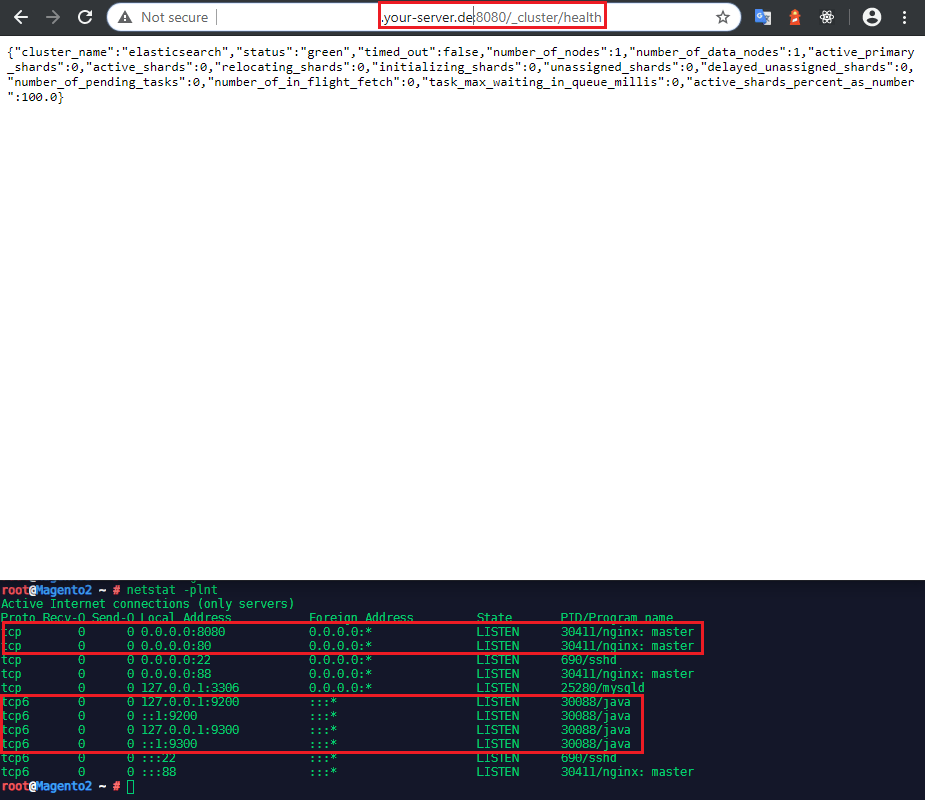 Not secure
.your-server.de:8080/_cluster/health
{"cluster_name":"elasticsearch","status":"green","timed_out":false,"number_of_nodes":1,"number_of_data_nodes":1,"active_primary
_shards":0,"active_shards":0,"relocating_shards":0,"initializing_shards":0,"unassigned_shards":0,"delayed_unassigned_shards":0,
"number_of_pending_tasks":0,"number_of_in_flight_fetch":0,"task_max_waiting_in_queue_millis":0,"active_shards_percent_as_number
":100.0}
root@Magento2 ~ # netstat -plnt
Active Internet connections (only servers)
Proto Recv-Q Send-Q Local Address Foreign Address State PID/Program name
tcp 0 0 0.0.0.0:8080 0.0.0.0:* LISTEN 30411/nginx: master
tcp 0 0 0.0.0.0:80 0.0.0.0:* LISTEN 30411/nginx: master
tcp 0 0 0.0.0.0:22 0.0.0.0:* LISTEN 690/sshd
tcp 0 0 0.0.0.0:88 0.0.0.0:* LISTEN 30411/nginx: master
tcp 0 0 127.0.0.1:3306 0.0.0.0:* LISTEN 25280/mysqld
tcp6 0 0 127.0.0.1:9200 :::* LISTEN 30088/java
tcp6 0 0 ::1:9200 :::* LISTEN 30088/java
tcp6 0 0 127.0.0.1:9300 :::* LISTEN 30088/java
tcp6 0 0 ::1:9300 :::* LISTEN 30088/java
tcp6 0 0 :::22 :::* LISTEN 690/sshd
tcp6 0 0 :::88 :::* LISTEN 30411/nginx: master
root@Magento2 ~ #